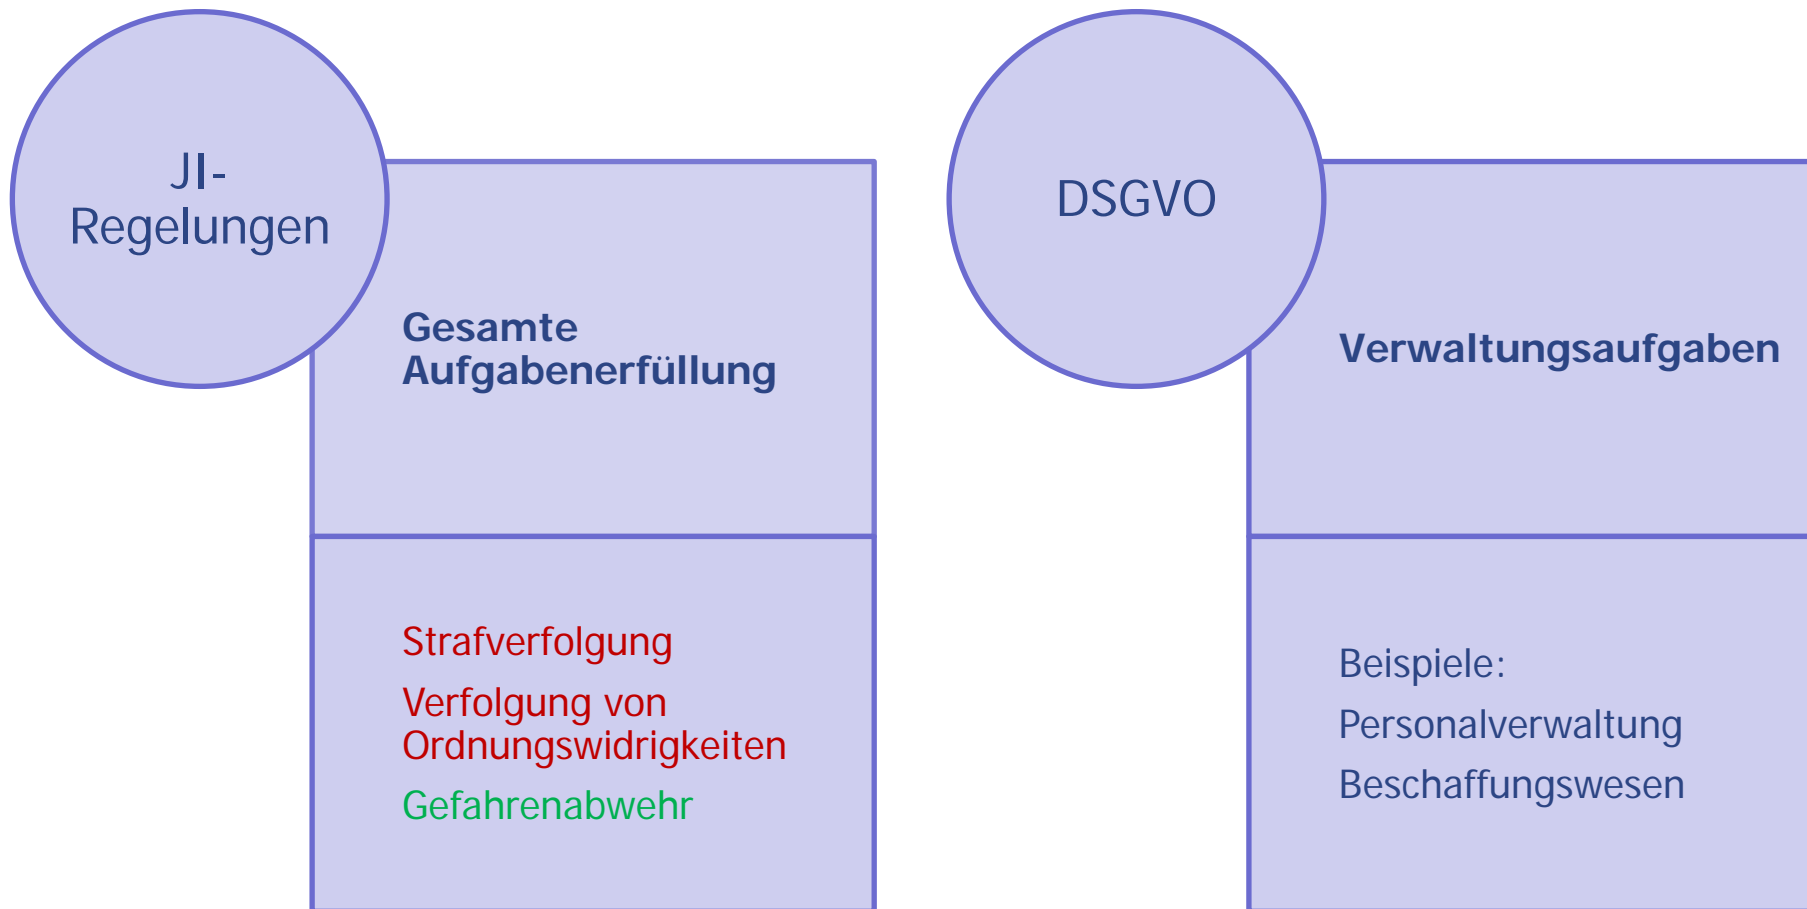 JI-
Regelungen
Gesamte
Aufgabenerfüllung
Strafverfolgung
Verfolgung von
Ordnungswidrigkeiten
Gefahrenabwehr
DSGVO
Verwaltungsaufgaben
Beispiele:
Personalverwaltung
Beschaffungswesen